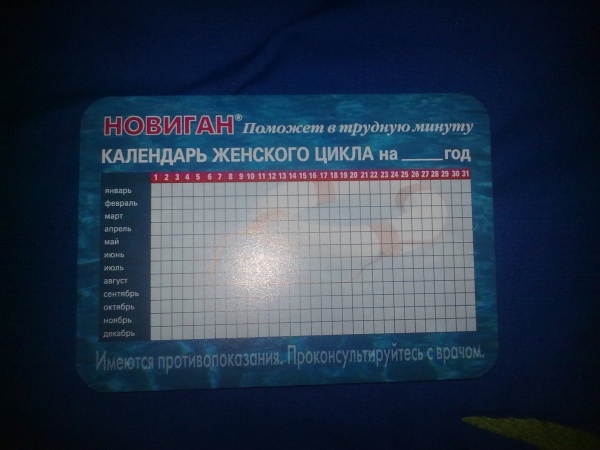 НОВИГАН® Поможет в трудную минуту
КАЛЕНДАРЬ ЖЕНСКОГО ЦИКЛА на ____ год
1 2 3 4 5 6 7 8 9 10 11 12 13 14 15 16 17 18 19 20 21 22 23 24 25 26 27 28 29 30 31
январь
февраль
март
апрель
май
июнь
июль
август
сентябрь
октябрь
ноябрь
декабрь
Имеются противопоказания. Проконсультируйтесь с врачом.